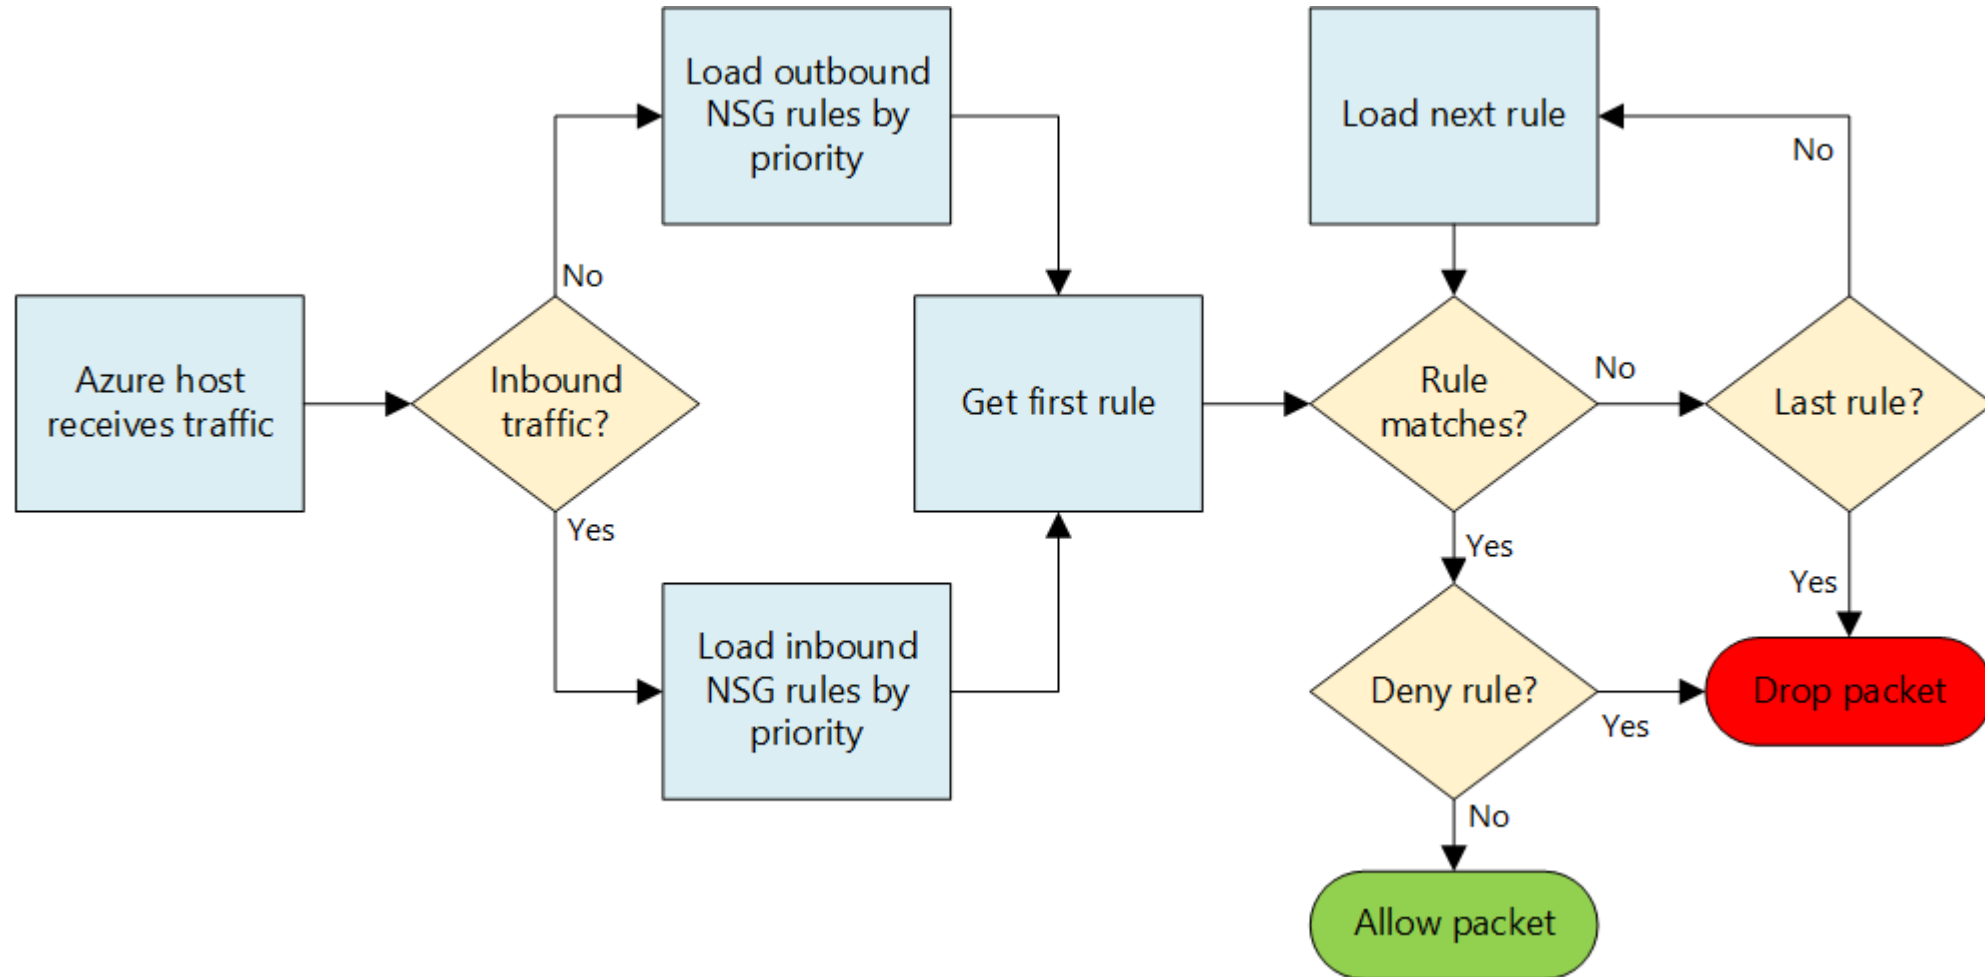 Load outbound
NSG rules by
priority
Load next rule
No
No
Azure host
receives traffic
Inbound
traffic?
Get first rule
Rule
matches?
No
Last rule?
Yes
Yes
Yes
Load inbound
NSG rules by
priority
Deny rule?
Yes
Drop packet
No
Allow packet